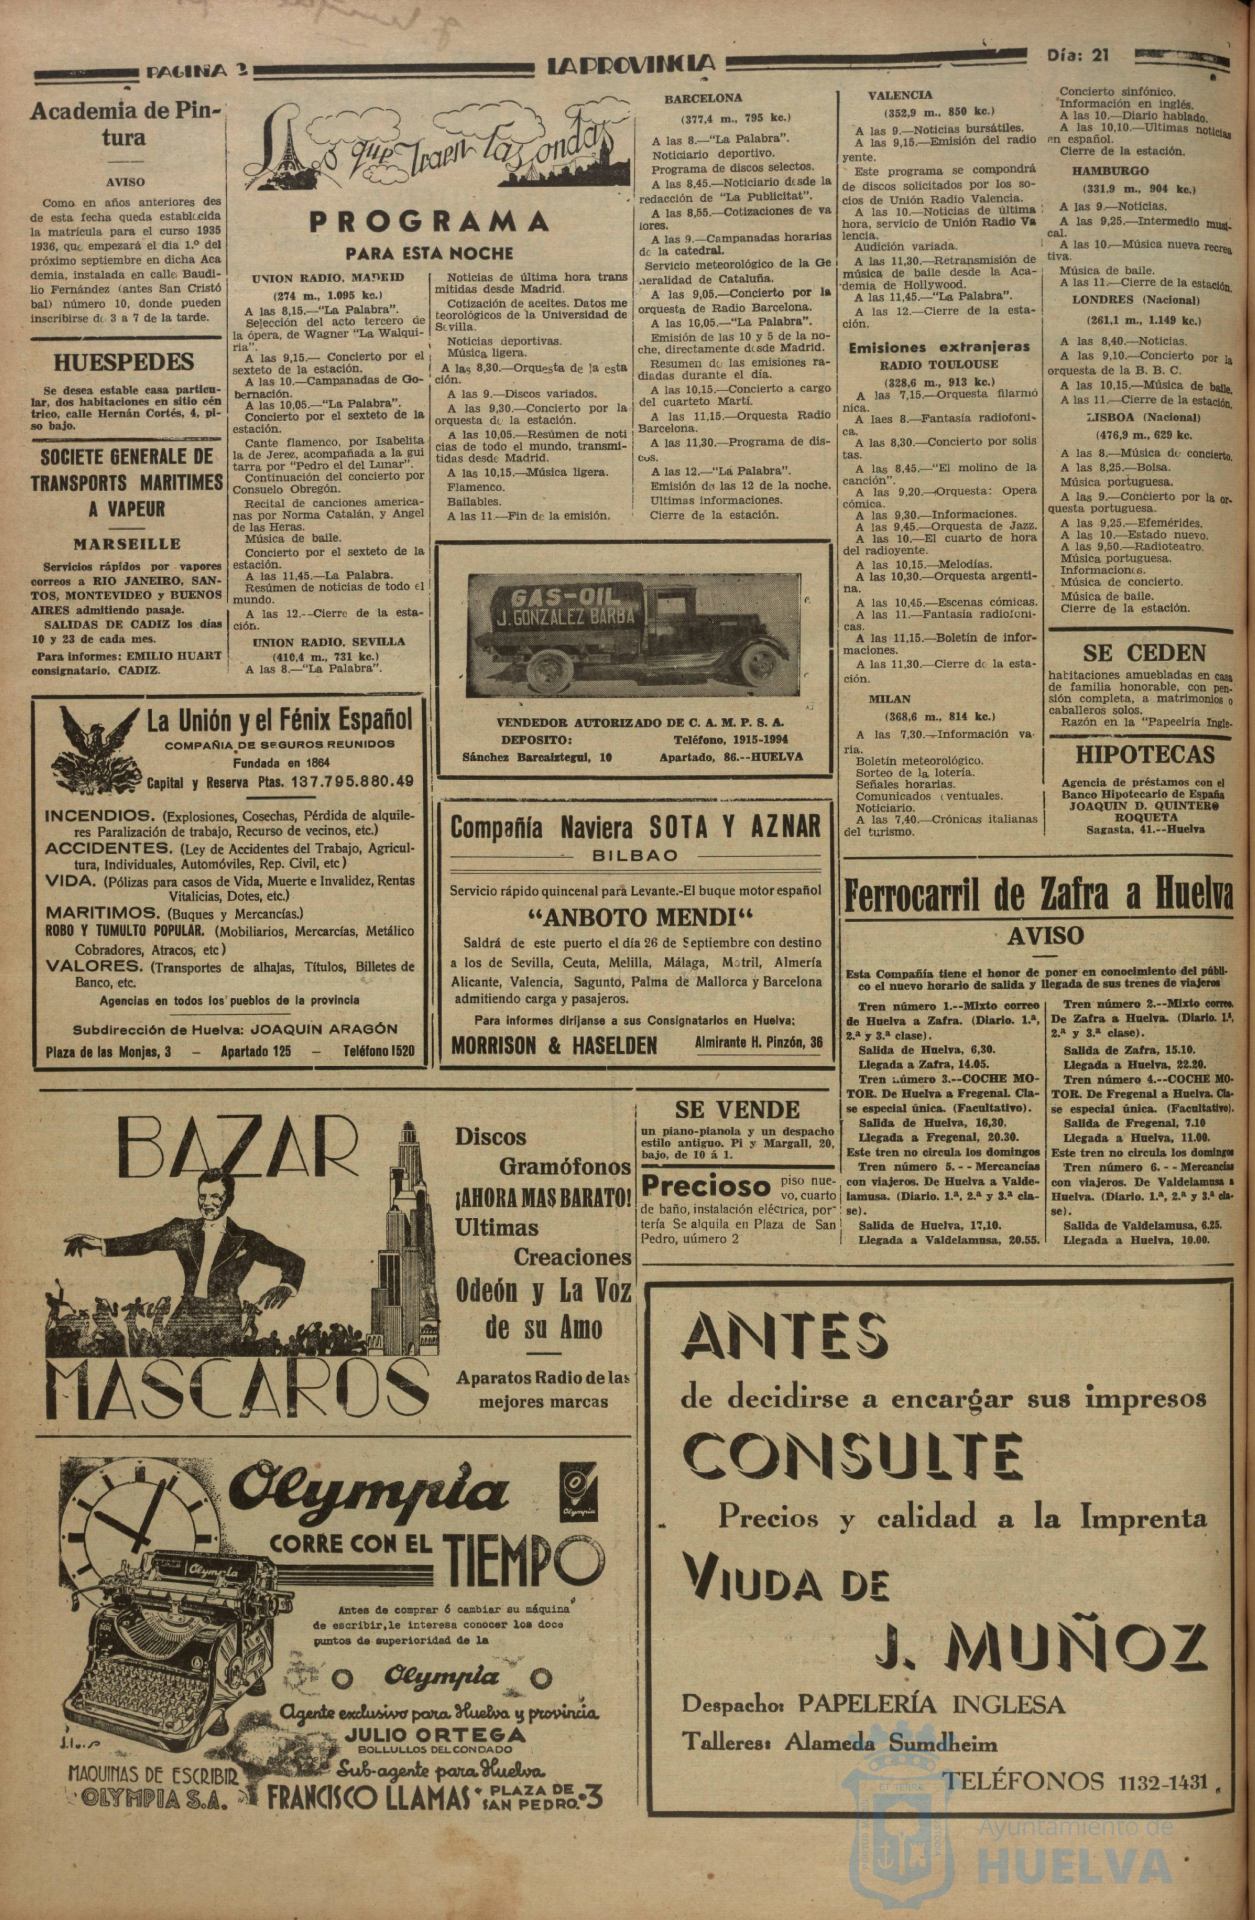 PAGINA 2
LA PROVINCIA
Día: 21
Academia de Pin-
tura
AVISO
Como en años anteriores des
de esta fecha queda establecida
la matrícula para el curso 1935
1936, que empezará el día 1.º del
próximo septiembre en dicha Aca
demia, instalada en calle Baudi-
lio Fernández (antes San Cristó
bal) número 10, donde pueden
inscribirse de 3 a 7 de la tarde.
HUESPEDES
Se desea estable casa particu-
lar, dos habitaciones en sitio cén
trico, calle Hernán Cortés, 4, pi-
so bajo.
SOCIETE GENERALE DE
TRANSPORTS MARITIMES
A VAPEUR
MARSEILLE
Servicios rápidos por vapores
correos a RIO JANEIRO, SAN-
TOS, MONTEVIDEO y BUENOS
AIRES admitiendo pasaje.
SALIDAS DE CADIZ los días
10 y 23 de cada mes.
Para informes: EMILIO HUART
consignatario, CADIZ.
Lo que traen las ondas
PROGRAMA
PARA ESTA NOCHE
UNION RADIO, MADRID
(274 m., 1.095 kc.)
A las 8,15.—"La Palabra".
Selección del acto tercero de
la ópera, de Wagner "La Walqui-
ria".
A las 9,15.— Concierto por el
sexteto de la estación.
A las 10.—Campanadas de Go-
bernación.
A las 10,05.—"La Palabra".
Concierto por el sexteto de la
estación.
Cante flamenco, por Isabelita
la de Jerez, acompañada a la gui
tarra por "Pedro el del Lunar".
Continuación del concierto por
Consuelo Obregón.
Recital de canciones america-
nas por Norma Catalán, y Angel
de las Heras.
Música de baile.
Concierto por el sexteto de la
estación.
A las 11,45.—La Palabra.
Resúmen de noticias de todo el
mundo.
A las 12.--Cierre de la esta-
ción.
UNION RADIO, SEVILLA
(410,4 m., 731 kc.)
A las 8.—"La Palabra".
Noticias de última hora trans
mitidas desde Madrid.
Cotización de aceites. Datos me
teorológicos de la Universidad de
Sevilla.
Noticias deportivas.
Música ligera.
A las 8,30.—Orquesta de la esta
ción.
A las 9.—Discos variados.
A las 9,30.—Concierto por la
orquesta de la estación.
A las 10,05.—Resúmen de noti
cias de todo el mundo, transmi-
tidas desde Madrid.
A las 10,15.—Música ligera.
Flamenco.
Bailables.
A las 11.—Fin de la emisión.
BARCELONA
(377,4 m., 795 kc.)
A las 8.—"La Palabra".
Noticiario deportivo.
Programa de discos selectos.
A las 8,45.—Noticiario desde la
redacción de "La Publicitat".
A las 8,55.—Cotizaciones de va
lores.
A las 9.—Campanadas horarias
de la catedral.
Servicio meteorológico de la Ge
neralidad de Cataluña.
A las 9,05.—Concierto por la
orquesta de Radio Barcelona.
A las 10,05.—"La Palabra".
Emisión de las 10 y 5 de la no-
che, directamente desde Madrid.
Resumen de las emisiones ra-
diadas durante el día.
A las 10,15.—Concierto a cargo
del cuarteto Martí.
A las 11,15.—Orquesta Radio
Barcelona.
A las 11,30.—Programa de dis-
cos.
A las 12.—"La Palabra".
Emisión de las 12 de la noche.
Ultimas informaciones.
Cierre de la estación.
VALENCIA
(352,9 m., 850 kc.)
A las 9.—Noticias bursátiles.
A las 9,15.—Emisión del radio
yente.
Este programa se compondrá
de discos solicitados por los so-
cios de Unión Radio Valencia.
A las 10.—Noticias de última
hora, servicio de Unión Radio Va
lencia.
Audición variada.
A las 11,30.—Retransmisión de
música de baile desde la Aca-
demia de Hollywood.
A las 11,45.—"La Palabra".
A las 12.—Cierre de la esta-
ción.
Emisiones extranjeras
RADIO TOULOUSE
(328,6 m., 913 kc.)
A las 7,15.—Orquesta filarmó
nica.
A laes 8.—Fantasía radiofoni-
ca.
A las 8,30.—Concierto por solis
tas.
A las 8,45.—"El molino de la
canción".
A las 9,20.—Orquesta: Opera
cómica.
A las 9,30.—Informaciones.
A las 9,45.—Orquesta de Jazz.
A las 10.—El cuarto de hora
del radioyente.
A las 10,15.—Melodías.
A las 10,30.—Orquesta argenti-
na.
A las 10,45.—Escenas cómicas.
A las 11.—Fantasía radiofoni-
cas.
A las 11,15.—Boletín de infor-
maciones.
A las 11,30.—Cierre de la esta-
ción.
MILAN
(368,6 m., 814 kc.)
A las 7,30.—Información va-
ria.
Boletín meteorológico.
Sorteo de la lotería.
Señales horarias.
Comunicados eventuales.
Noticiario.
A las 7,40.—Crónicas italianas
del turismo.
Concierto sinfónico.
Información en inglés.
A las 10.—Diario hablado.
A las 10,10.—Ultimas noticias
en español.
Cierre de la estación.
HAMBURGO
(331,9 m., 904 kc.)
A las 9.—Noticias.
A las 9,25.—Intermedio musi-
cal.
A las 10.—Música nueva recrea
tiva.
Música de baile.
A las 11.—Cierre de la estación.
LONDRES (Nacional)
(261,1 m., 1.149 kc.)
A las 8,40.—Noticias.
A las 9,10.—Concierto por la
orquesta de la B. B. C.
A las 10,15.—Música de baile.
A las 11.—Cierre de la estación.
LISBOA (Nacional)
(476,9 m., 629 kc.
A las 8.—Música de concierto.
A las 8,25.—Bolsa.
Música portuguesa.
A las 9.—Concierto por la or-
questa portuguesa.
A las 9,25.—Efemérides.
A las 10.—Estado nuevo.
A las 9,50.—Radioteatro.
Música portuguesa.
Informaciones.
Música de concierto.
Música de baile.
Cierre de la estación.
SE CEDEN
habitaciones amuebladas en casa
de familia honorable, con pen-
sión completa, a matrimonios o
caballeros solos.
Razón en la "Papeelría Ingle-
HIPOTECAS
Agencia de préstamos con el
Banco Hipotecario de España
JOAQUIN D. QUINTERO
ROQUETA
Sagasta, 41.--Huelva
La Unión y el Fénix Español
COMPAÑIA DE SEGUROS REUNIDOS
Fundada en 1864
Capital y Reserva Ptas. 137.795.880.49
INCENDIOS. (Explosiones, Cosechas, Pérdida de alquile-
res Paralización de trabajo, Recurso de vecinos, etc.)
ACCIDENTES. (Ley de Accidentes del Trabajo, Agricul-
tura, Individuales, Automóviles, Rep. Civil, etc)
VIDA. (Pólizas para casos de Vida, Muerte e Invalidez, Rentas
Vitalicias, Dotes, etc.)
MARITIMOS. (Buques y Mercancías.)
ROBO Y TUMULTO POPULAR. (Mobiliarios, Mercarcías, Metálico
Cobradores, Atracos, etc)
VALORES. (Transportes de alhajas, Títulos, Billetes de
Banco, etc.
Agencias en todos los pueblos de la provincia
Subdirección de Huelva: JOAQUIN ARAGÓN
Plaza de las Monjas, 3 – Apartado 125 – Teléfono 1520
GAS-OIL
J. GONZALEZ BARBA
VENDEDOR AUTORIZADO DE C. A. M. P. S. A.
DEPOSITO: Teléfono, 1915-1994
Sánchez Barcaiztegui, 10 Apartado, 86.--HUELVA
Compañía Naviera SOTA Y AZNAR
BILBAO
Servicio rápido quincenal para Levante.-El buque motor español
"ANBOTO MENDI"
Saldrá de este puerto el día 26 de Septiembre con destino
a los de Sevilla, Ceuta, Melilla, Málaga, Motril, Almería
Alicante, Valencia, Sagunto, Palma de Mallorca y Barcelona
admitiendo carga y pasajeros.
Para informes diríjanse a sus Consignatarios en Huelva:
MORRISON & HASELDEN Almirante H. Pinzón, 36
Ferrocarril de Zafra a Huelva
AVISO
Esta Compañía tiene el honor de poner en conocimiento del públi-
co el nuevo horario de salida y llegada de sus trenes de viajeros
Tren número 1.--Mixto correo
de Huelva a Zafra. (Diario. 1.ª,
2.ª y 3.ª clase).
Salida de Huelva, 6,30.
Llegada a Zafra, 14.05.
Tren número 3.--COCHE MO-
TOR. De Huelva a Fregenal. Cla-
se especial única. (Facultativo).
Salida de Huelva, 16,30.
Llegada a Fregenal, 20.30.
Este tren no circula los domingos
Tren número 5. -- Mercancías
con viajeros. De Huelva a Valde-
lamusa. (Diario. 1.ª, 2.ª y 3.ª cla-
se).
Salida de Huelva, 17,10.
Llegada a Valdelamusa, 20.55.
Tren número 2.--Mixto correo.
De Zafra a Huelva. (Diario. 1.ª,
2.ª y 3.ª clase).
Salida de Zafra, 15.10.
Llegada a Huelva, 22.20.
Tren número 4.--COCHE MO-
TOR. De Fregenal a Huelva. Cla-
se especial única. (Facultativo).
Salida de Fregenal, 7.10
Llegada a Huelva, 11.00.
Este tren no circula los domingos
Tren número 6. -- Mercancías
con viajeros. De Valdelamusa a
Huelva. (Diario. 1.ª, 2.ª y 3.ª cla-
se).
Salida de Valdelamusa, 6.25.
Llegada a Huelva, 10.00.
BAZAR
MASCAROS
Discos
Gramófonos
¡AHORA MAS BARATO!
Ultimas
Creaciones
Odeón y La Voz
de su Amo
Aparatos Radio de las
mejores marcas
SE VENDE
un piano-pianola y un despacho
estilo antiguo. Pi y Margall, 20,
bajo, de 10 á 1.
Precioso piso nue-
vo, cuarto
de baño, instalación eléctrica, por-
tería Se alquila en Plaza de San
Pedro, uúmero 2
Olympia
Olympia
CORRE CON EL TIEMPO
Olympia
Antes de comprar ó cambiar su máquina
de escribir,le interesa conocer los doce
puntos de superioridad de la
Olympia
Agente exclusivo para Huelva y provincia
JULIO ORTEGA
BOLLULLOS DEL CONDADO
Sub-agente para Huelva
FRANCISCO LLAMAS · PLAZA DE
SAN PEDRO. 3
MAQUINAS DE ESCRIBIR
OLYMPIA S.A.
ANTES
de decidirse a encargar sus impresos
CONSULTE
Precios y calidad a la Imprenta
VIUDA DE
J. MUÑOZ
Despacho: PAPELERÍA INGLESA
Talleres: Alameda Sumdheim
TELÉFONOS 1132-1431
Ayuntamiento de
HUELVA